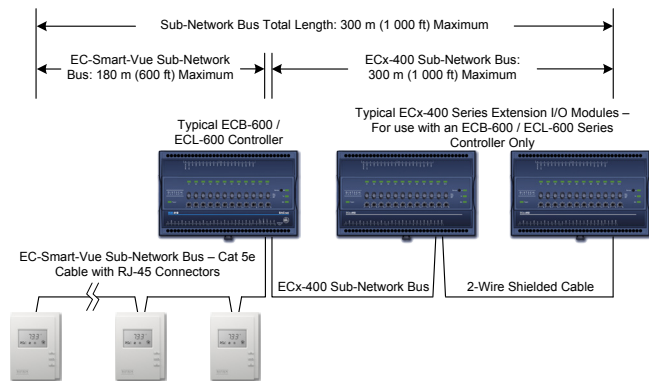 Sub-Network Bus Total Length: 300 m (1 000 ft) Maximum
EC-Smart-Vue Sub-Network
Bus: 180 m (600 ft) Maximum
ECx-400 Sub-Network Bus:
300 m (1 000 ft) Maximum
Typical ECB-600 /
ECL-600 Controller
Typical ECx-400 Series Extension I/O Modules –
For use with an ECB-600 / ECL-600 Series
Controller Only
EC-Smart-Vue Sub-Network Bus – Cat 5e
Cable with RJ-45 Connectors
ECx-400 Sub-Network Bus
2-Wire Shielded Cable